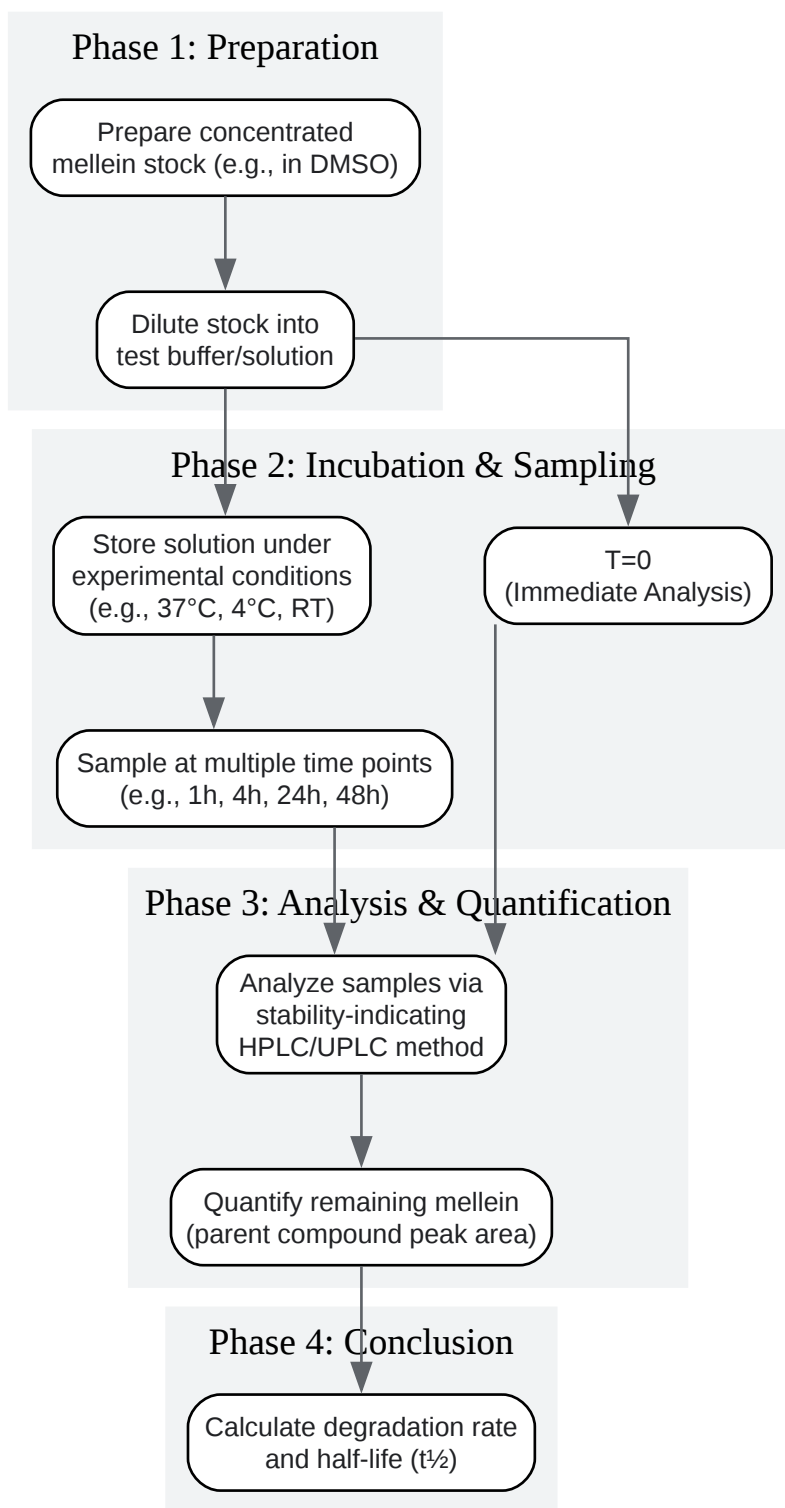 Phase 1: Preparation
Prepare concentrated
mellein stock (e.g., in DMSO)
Dilute stock into
test buffer/solution
Phase 2: Incubation & Sampling
Store solution under
experimental conditions
(e.g., 37°C, 4°C, RT)
T=0
(Immediate Analysis)
Sample at multiple time points
(e.g., 1h, 4h, 24h, 48h)
Phase 3: Analysis & Quantification
Analyze samples via
stability-indicating
HPLC/UPLC method
Quantify remaining mellein
(parent compound peak area)
Phase 4: Conclusion
Calculate degradation rate
and half-life (t½)